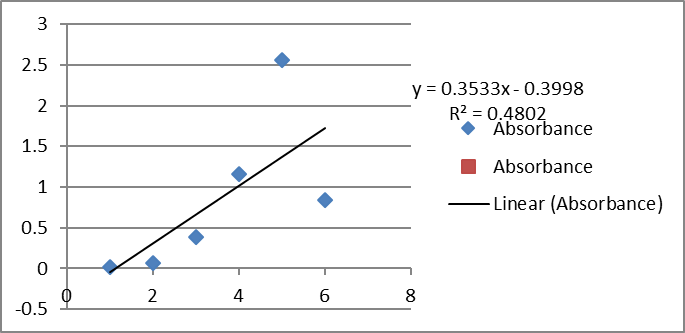 3
2.5
2
1.5
1
0.5
0
-0.5
0 2 4 6 8
y = 0.3533x - 0.3998
R² = 0.4802
Absorbance
Absorbance
Linear (Absorbance)